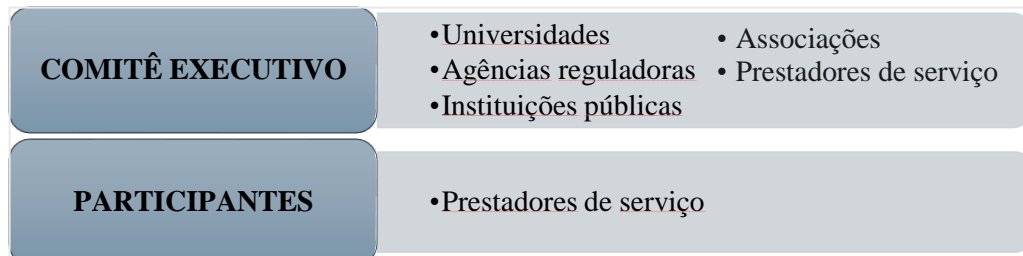 COMITÊ EXECUTIVO
•Universidades
•Agências reguladoras
•Instituições públicas
• Associações
• Prestadores de serviço
PARTICIPANTES
•Prestadores de serviço